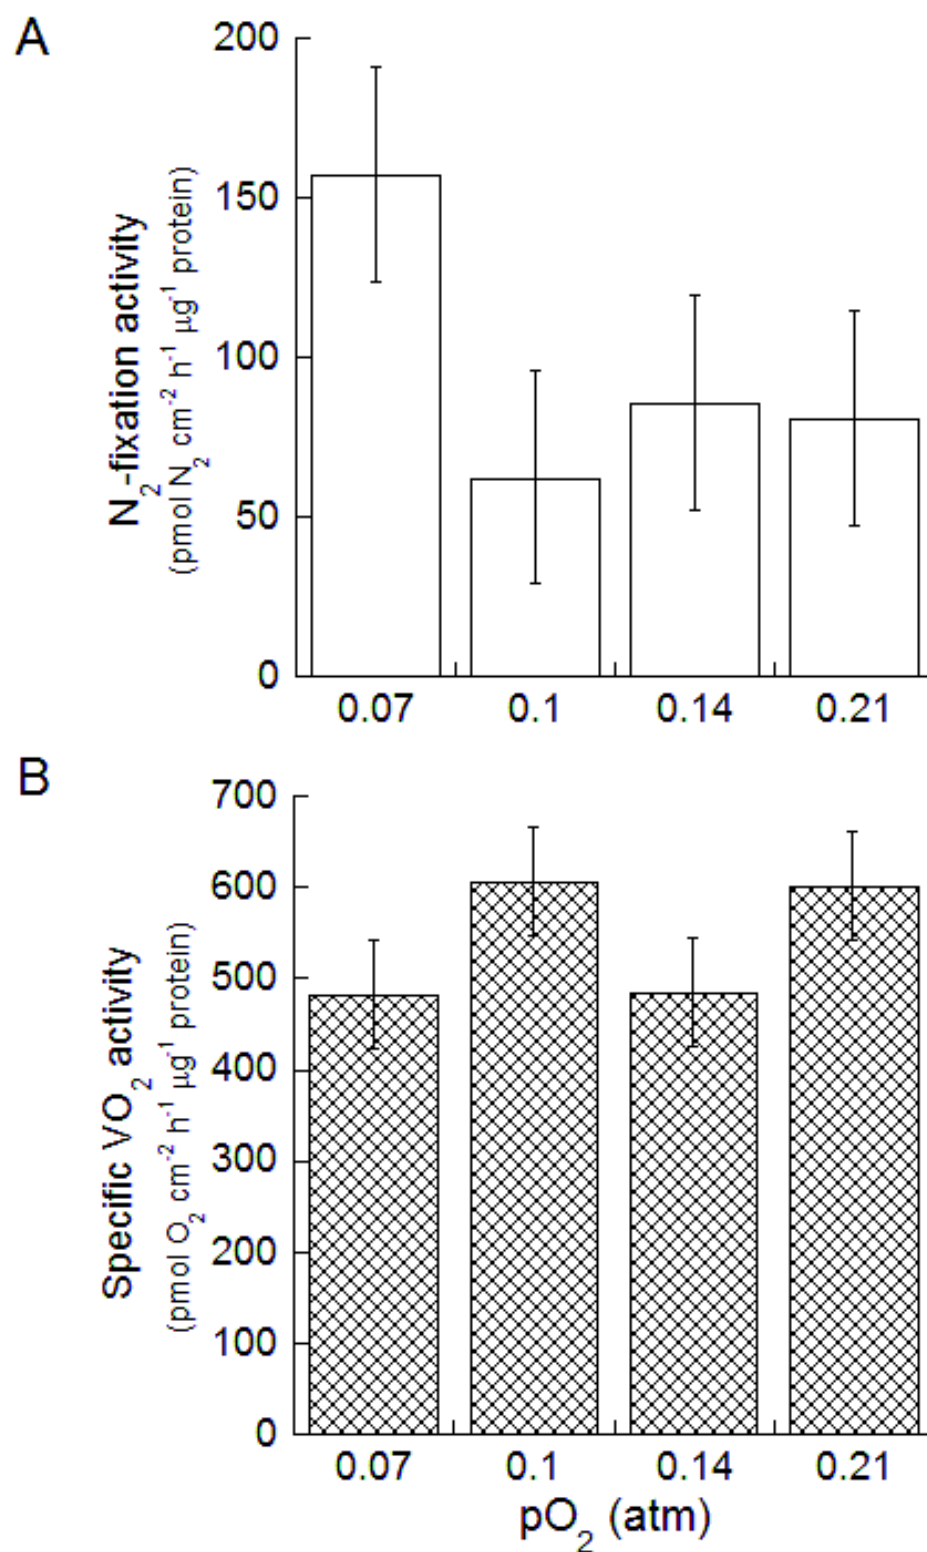 A
200
150
100
50
0
N₂-fixation activity
(pmol N₂ cm⁻² h⁻¹ µg⁻¹ protein)
0.07 0.1 0.14 0.21
B
700
600
500
400
300
200
100
0
Specific VO₂ activity
(pmol O₂ cm⁻² h⁻¹ µg⁻¹ protein)
0.07 0.1 0.14 0.21
pO₂ (atm)